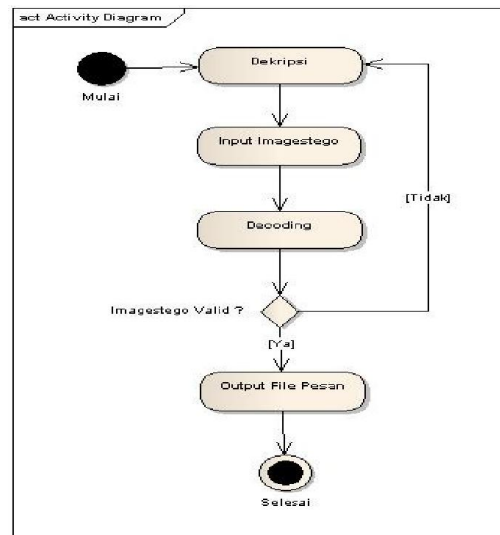 act Activity Diagram
Dekripsi
Mulai
Input Imagestego
[Tidak]
Decoding
Imagestego Valid ?
[Ya]
Output File Pesan
Selesai